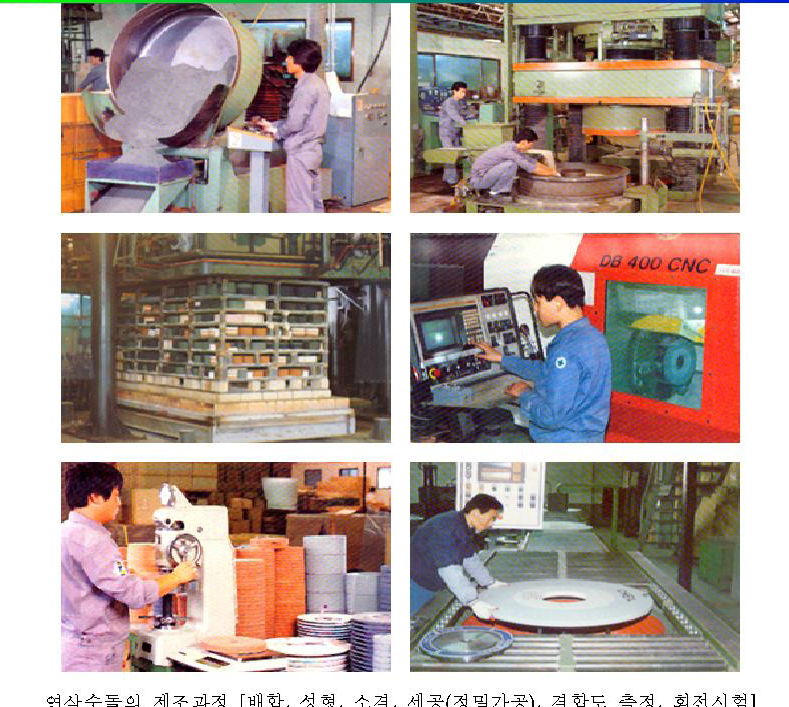 DB 400 CNC
연삭숫돌의 제조과정 [배합, 성형, 소결, 세공(정밀가공), 결합도 측정, 회전시험]